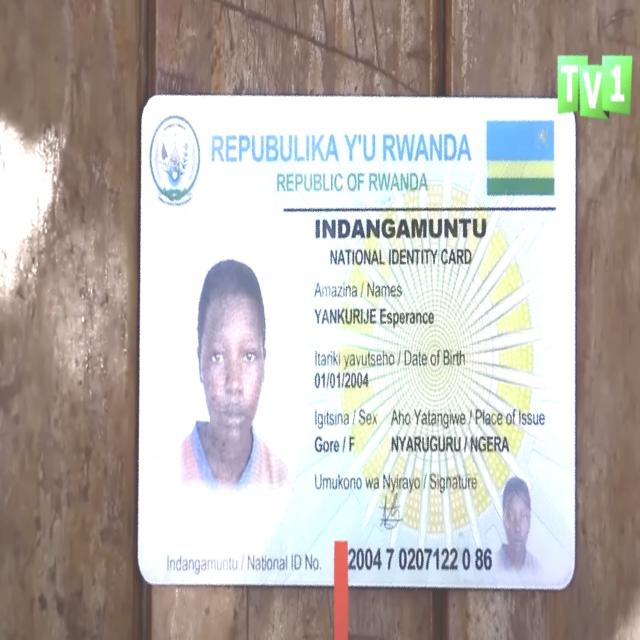 TV1
REPUBULIKA Y'U RWANDA
REPUBLIC OF RWANDA
INDANGAMUNTU
NATIONAL IDENTITY CARD
Amazina / Names
YANKURIJE Esperance
Itariki yavutseho / Date of Birth
01/01/2004
Igitsina / Sex Aho Yatangiwe / Place of Issue
Gore / F NYARUGURU / NGERA
Umukono wa Nyirayo / Signature
Indangamuntu / National ID No. 2004 7 0207122 0 86